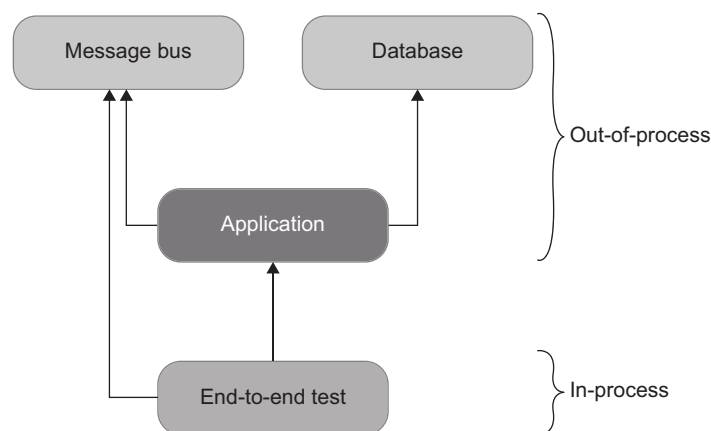 Message bus
Database
Out-of-process
Application
End-to-end test
In-process